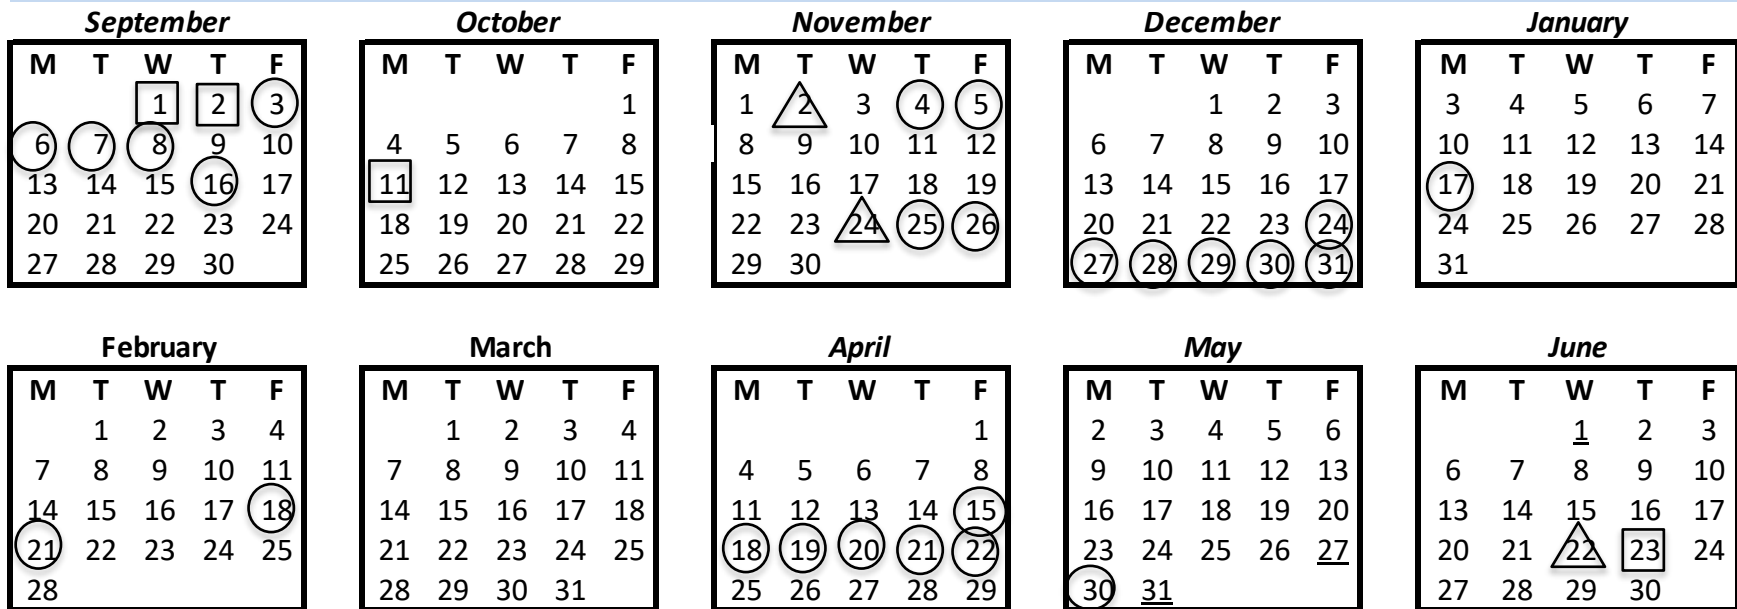 September October November December January
M T W T F M T W T F M T W T F M T W T F M T W T F
1 2 3 1 1 2 3 4 5 1 2 3 3 4 5 6 7
6 7 8 9 10 4 5 6 7 8 8 9 10 11 12 6 7 8 9 10 10 11 12 13 14
13 14 15 16 17 11 12 13 14 15 15 16 17 18 19 13 14 15 16 17 17 18 19 20 21
20 21 22 23 24 18 19 20 21 22 22 23 24 25 26 20 21 22 23 24 24 25 26 27 28
27 28 29 30 25 26 27 28 29 29 30 27 28 29 30 31 31
February March April May June
M T W T F M T W T F M T W T F M T W T F M T W T F
1 2 3 4 1 2 3 4 1 2 3 4 5 6 1 2 3
7 8 9 10 11 7 8 9 10 11 4 5 6 7 8 9 10 11 12 13 6 7 8 9 10
14 15 16 17 18 14 15 16 17 18 11 12 13 14 15 16 17 18 19 20 13 14 15 16 17
21 22 23 24 25 21 22 23 24 25 18 19 20 21 22 23 24 25 26 27 20 21 22 23 24
28 28 29 30 31 25 26 27 28 29 30 31 27 28 29 30